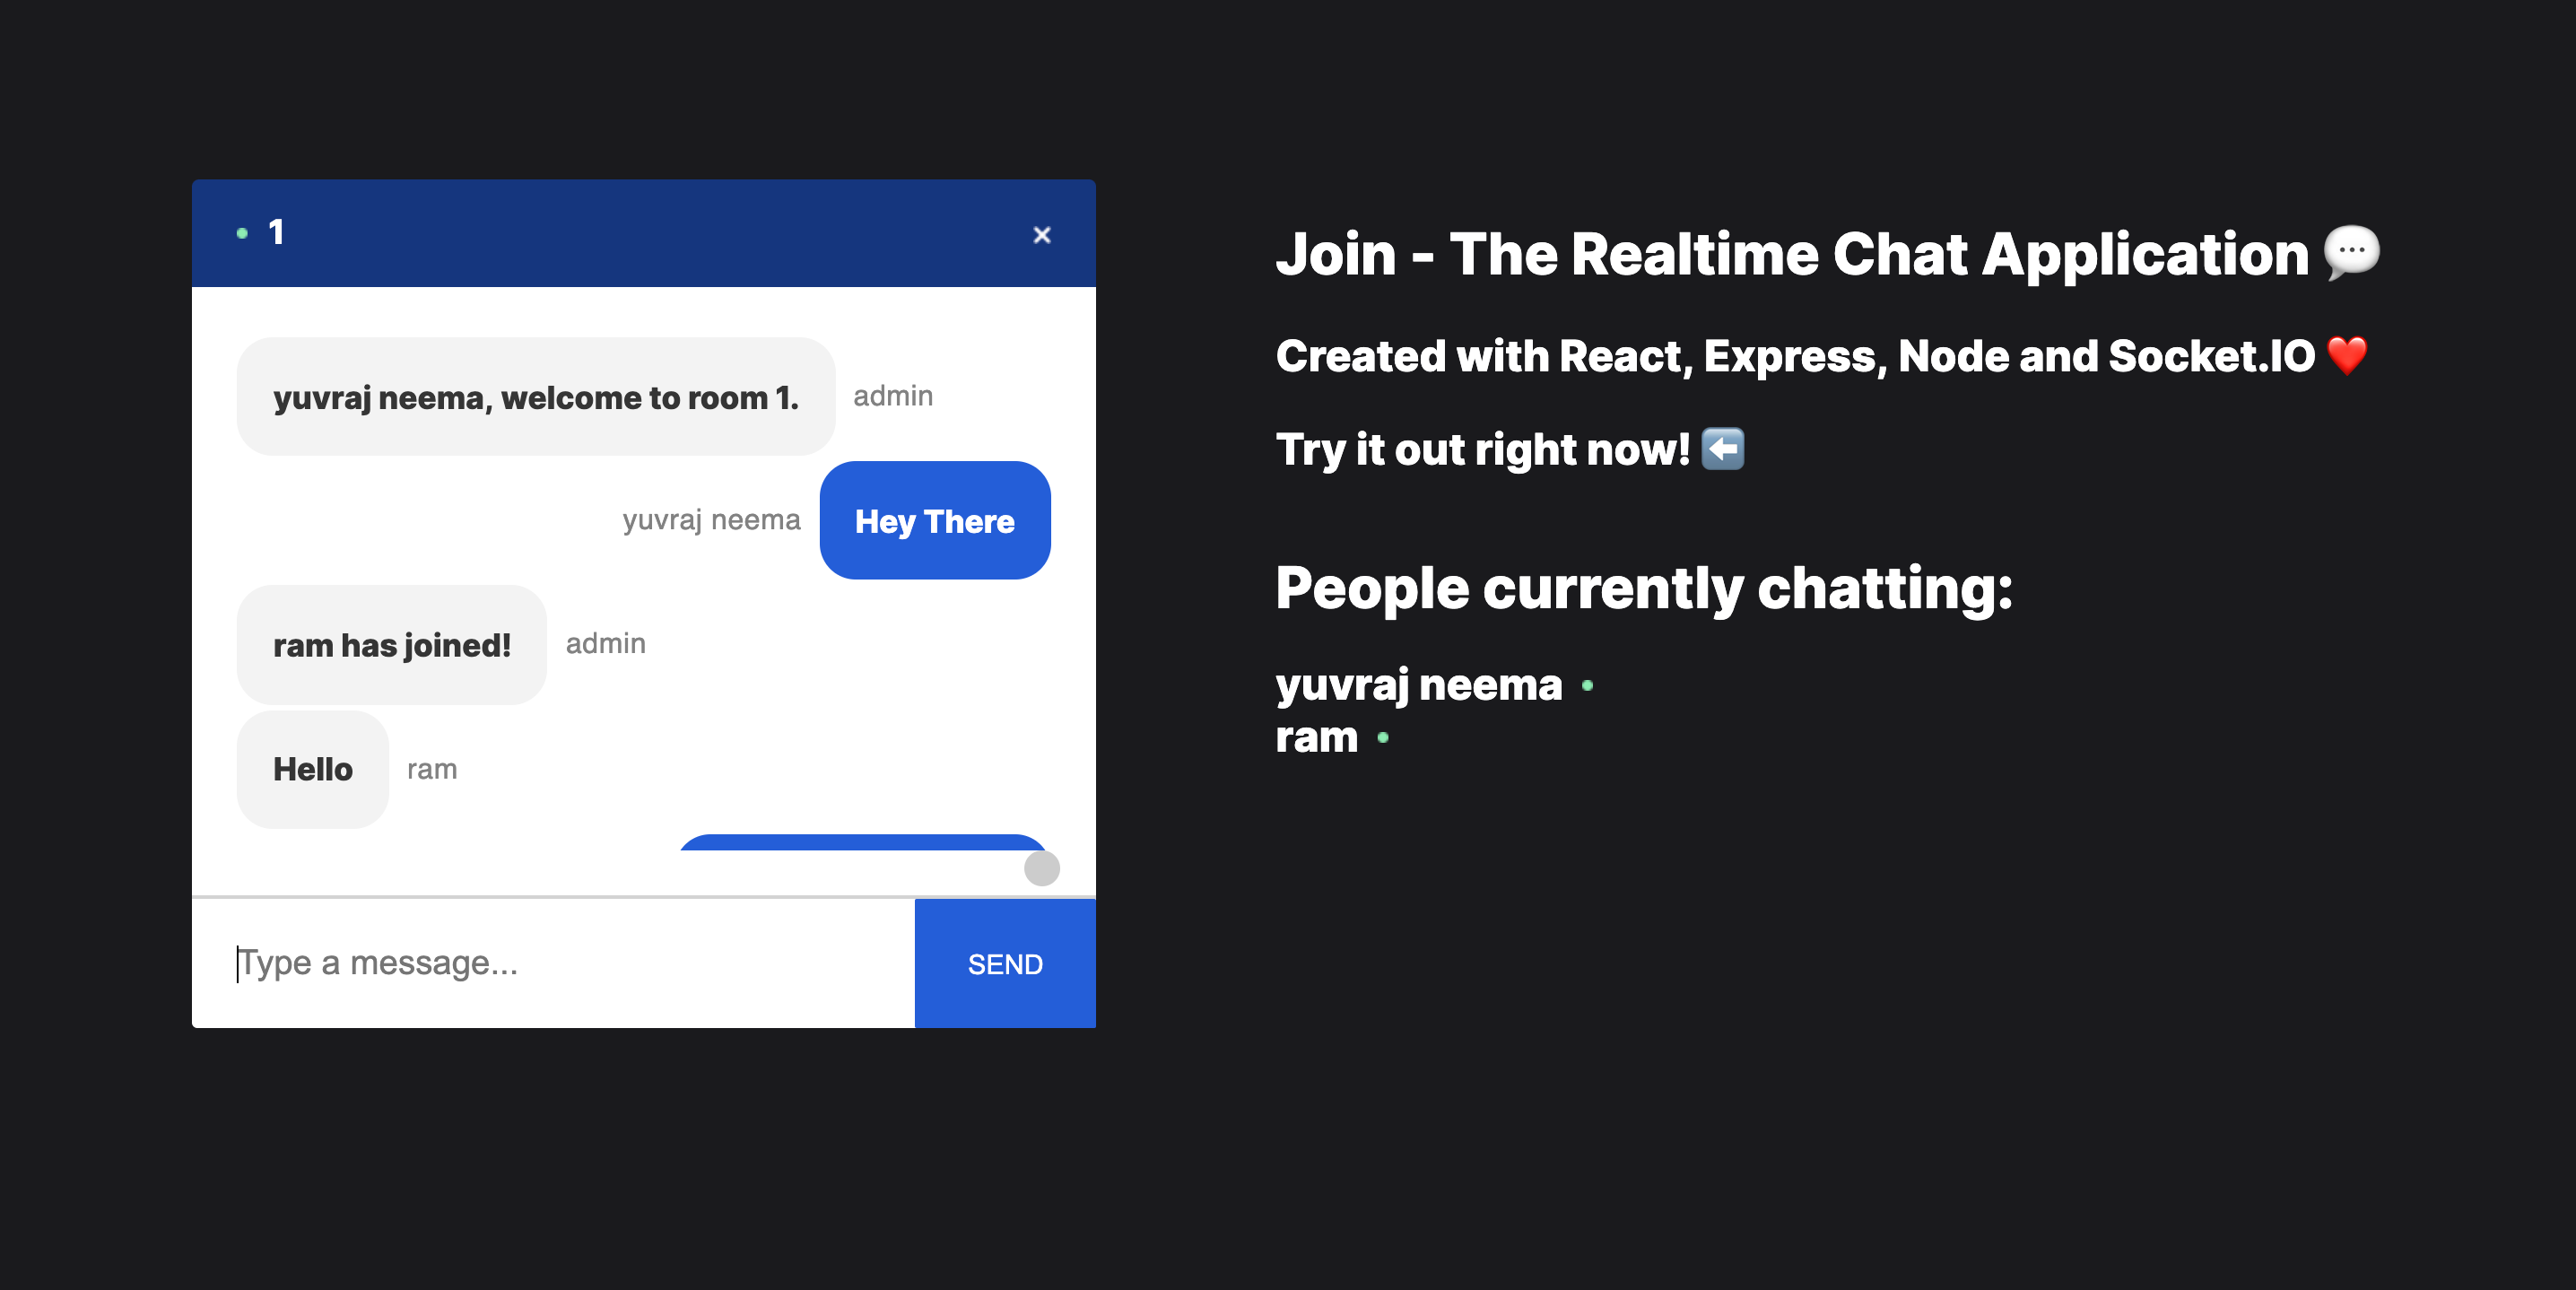 1
yuvraj neema, welcome to room 1.
admin
yuvraj neema
Hey There
ram has joined!
admin
Hello
ram
Type a message...
SEND
Join - The Realtime Chat Application 💬
Created with React, Express, Node and Socket.IO ❤️
Try it out right now! ⬅️
People currently chatting:
yuvraj neema
ram